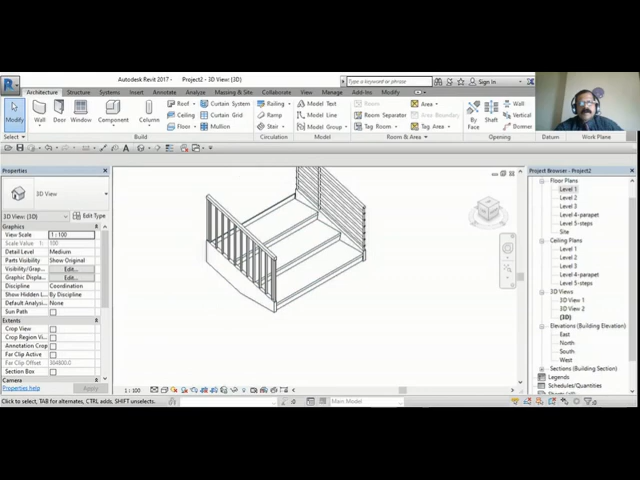 Autodesk Revit 2017 - Project2 - 3D View: {3D}
Type a keyword or phrase
Sign In
Architecture Structure Systems Insert Annotate Analyze Massing & Site Collaborate View Manage Add-Ins Modify
Modify Wall Door Window Component Column
Roof Curtain System Railing Model Text Room Area
Ceiling Curtain Grid Ramp Model Line Room Separator Area Boundary
Floor Mullion Stair Model Group Tag Room Tag Area
By Face Shaft Wall Vertical Dormer
Select Build Circulation Model Room & Area Opening Datum Work Plane
Properties
3D View
3D View: {3D} Edit Type
Graphics
View Scale 1 : 100
Scale Value 1: 100
Detail Level Medium
Parts Visibility Show Original
Visibility/Grap... Edit...
Graphic Displa... Edit...
Discipline Coordination
Show Hidden L... By Discipline
Default Analysi... None
Sun Path
Extents
Crop View
Crop Region Vi...
Annotation Crop
Far Clip Active
Far Clip Offset 304800.0
Section Box
Camera
Properties help Apply
Project Browser - Project2
Floor Plans
Level 1
Level 2
Level 3
Level 4-parapet
Level 5-steps
Site
Ceiling Plans
Level 1
Level 2
Level 3
Level 4-parapet
Level 5-steps
3D Views
3D View 1
3D View 2
{3D}
Elevations (Building Elevation)
East
North
South
West
Sections (Building Section)
Legends
Schedules/Quantities
1 : 100
Click to select, TAB for alternates, CTRL adds, SHIFT unselects.
:0
Main Model
:0